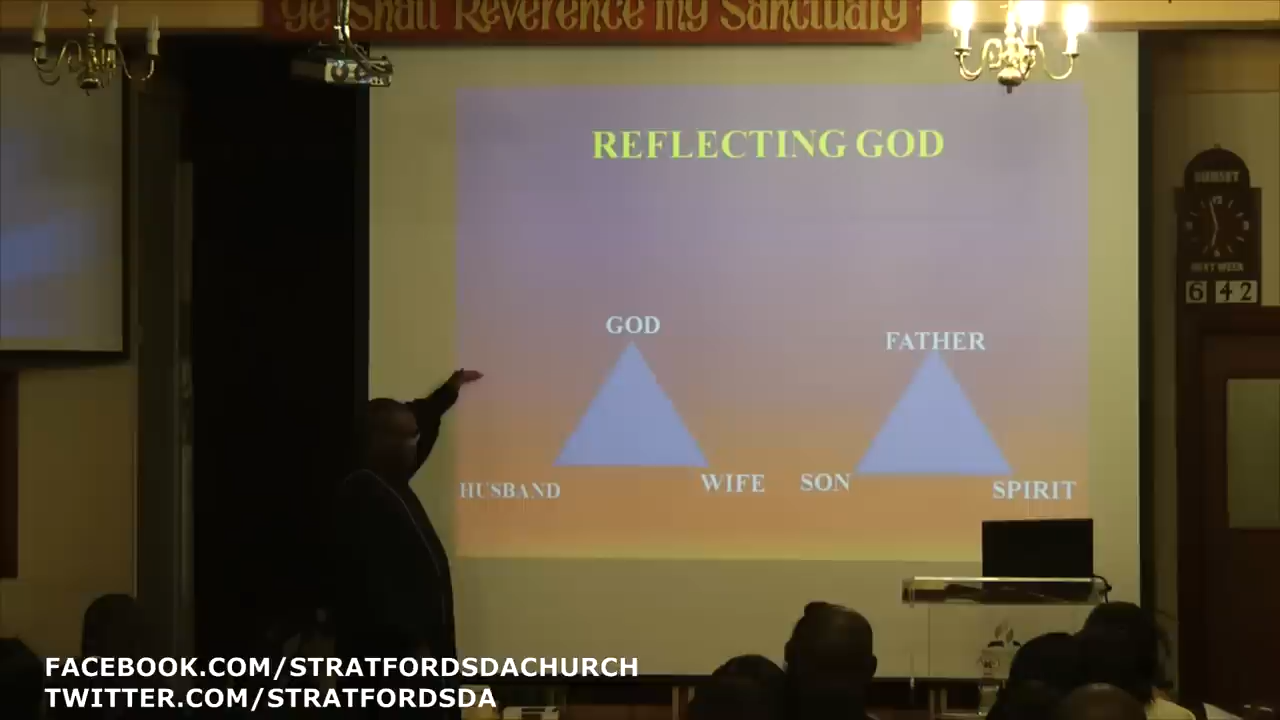 Ye Shall Reverence my Sanctuary
REFLECTING GOD
GOD
FATHER
HUSBAND
WIFE
SON
SPIRIT
SUNSET
NEXT WEEK
6 42
FACEBOOK.COM/STRATFORDSDACHURCH
TWITTER.COM/STRATFORDSDA